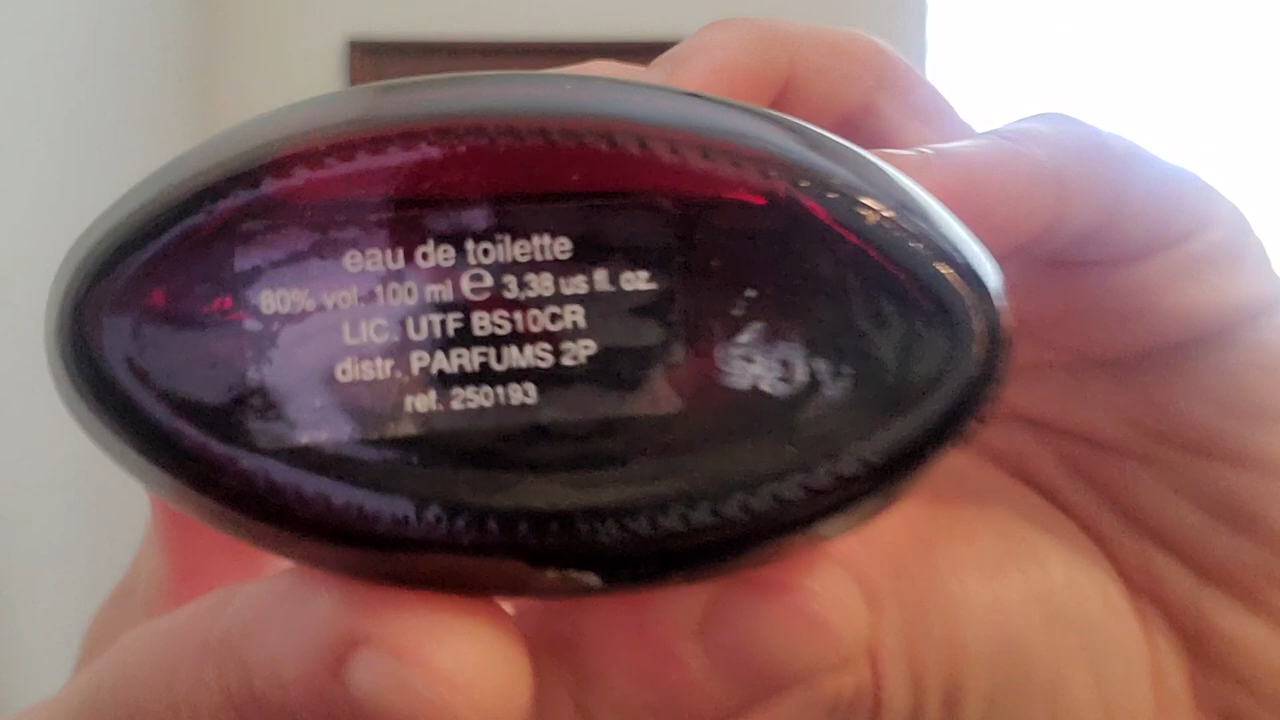 eau de toilette
80% vol. 100 ml e 3,38 us fl. oz.
LIC. UTF BS10CR
distr. PARFUMS 2P
ref. 250193